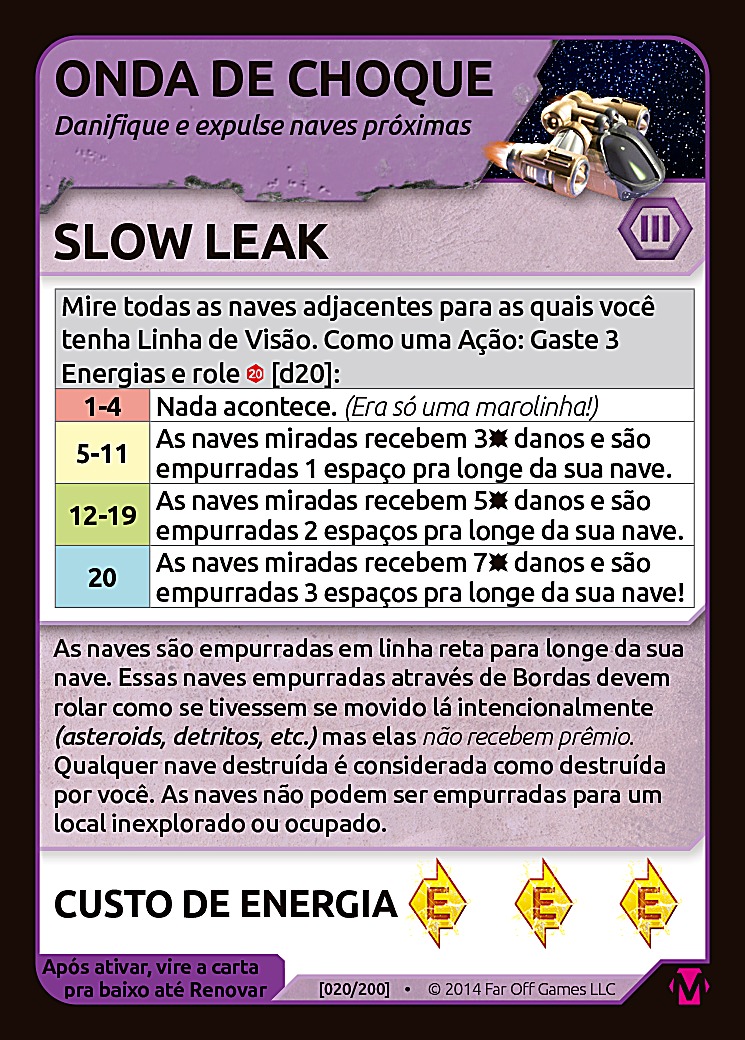 ONDA DE CHOQUE
Danifique e expulse naves próximas
SLOW LEAK
III
Mire todas as naves adjacentes para as quais você
tenha Linha de Visão. Como uma Ação: Gaste 3
Energias e role 20 [d20]:
1-4 Nada acontece. (Era só uma marolinha!)
5-11 As naves miradas recebem 3 danos e são
empurradas 1 espaço pra longe da sua nave.
12-19 As naves miradas recebem 5 danos e são
empurradas 2 espaços pra longe da sua nave.
20 As naves miradas recebem 7 danos e são
empurradas 3 espaços pra longe da sua nave!
As naves são empurradas em linha reta para longe da sua
nave. Essas naves empurradas através de Bordas devem
rolar como se tivessem se movido lá intencionalmente
(asteroids, detritos, etc.) mas elas não recebem prêmio.
Qualquer nave destruída é considerada como destruída
por você. As naves não podem ser empurradas para um
local inexplorado ou ocupado.
CUSTO DE ENERGIA E E E
Após ativar, vire a carta
pra baixo até Renovar
[020/200] • © 2014 Far Off Games LLC
M